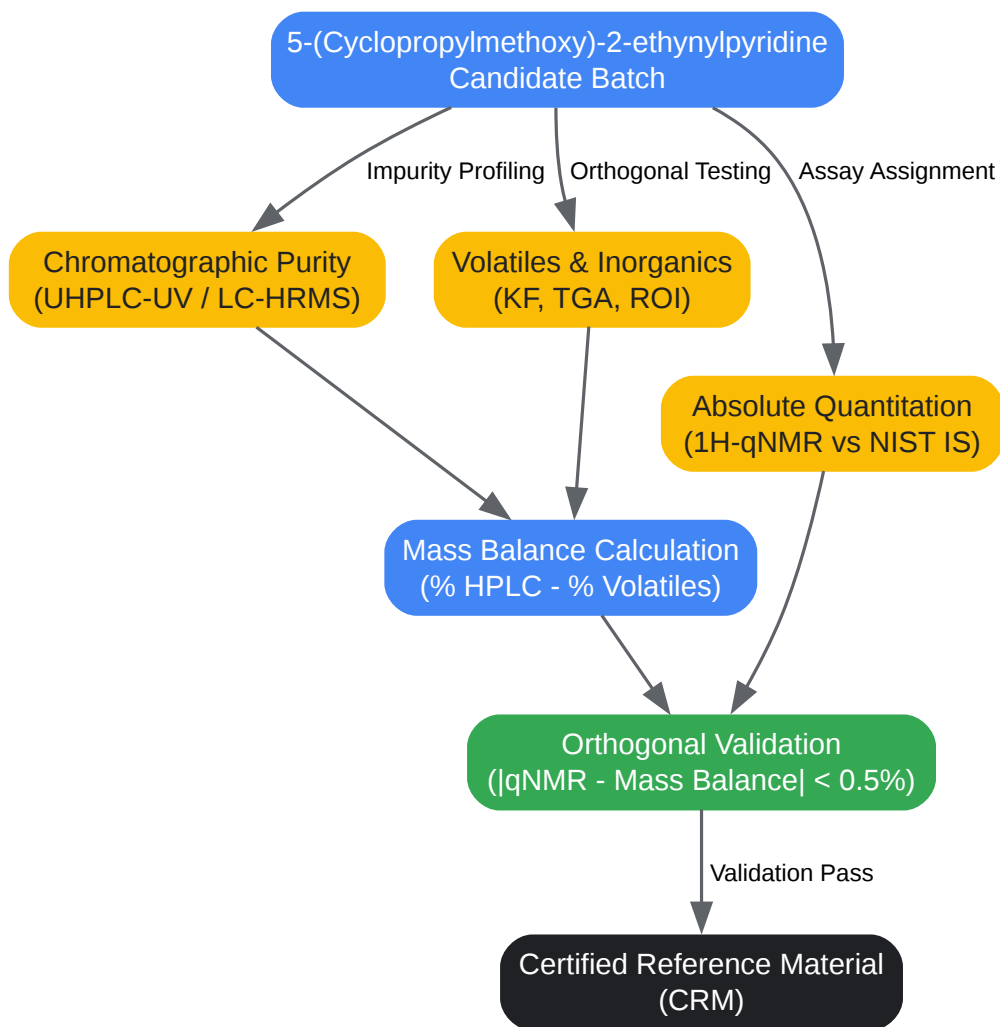 5-(Cyclopropylmethoxy)-2-ethynylpyridine
Candidate Batch
Impurity Profiling
Orthogonal Testing
Assay Assignment
Chromatographic Purity
(UHPLC-UV / LC-HRMS)
Volatiles & Inorganics
(KF, TGA, ROI)
Absolute Quantitation
(1H-qNMR vs NIST IS)
Mass Balance Calculation
(% HPLC - % Volatiles)
Orthogonal Validation
(|qNMR - Mass Balance| < 0.5%)
Validation Pass
Certified Reference Material
(CRM)